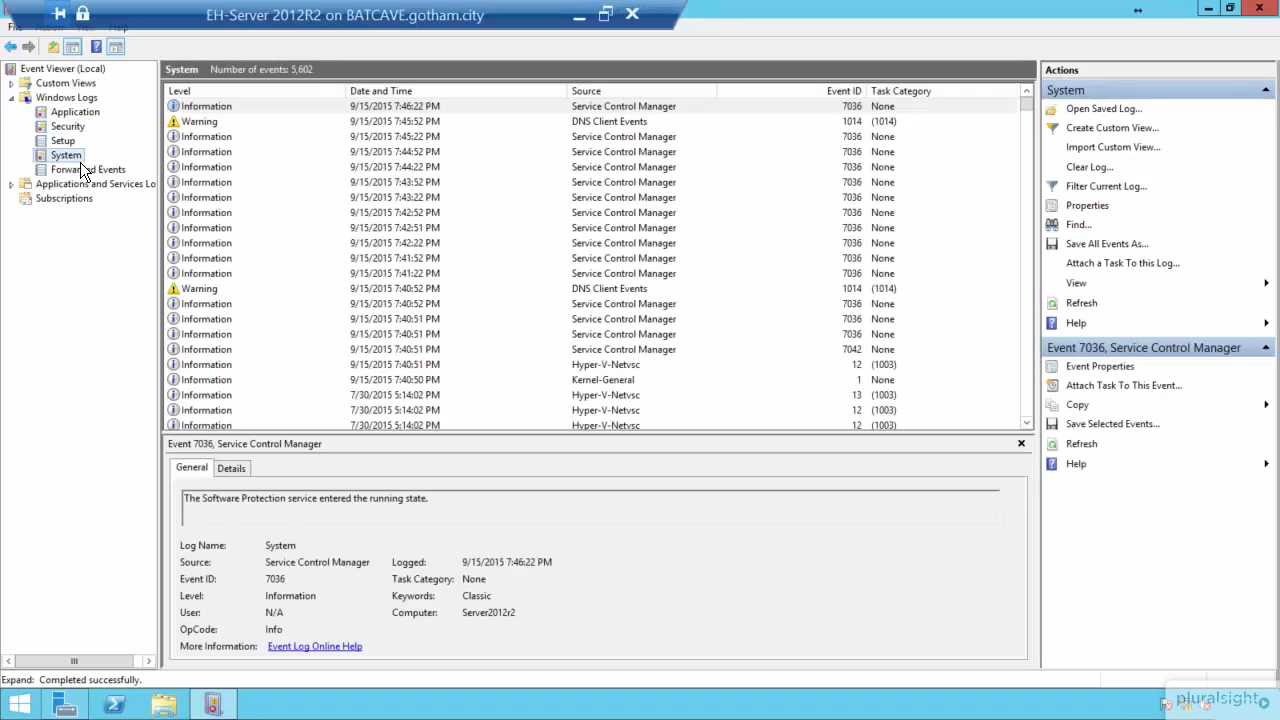 EH-Server 2012R2 on BATCAVE.gotham.city
File Action View Help
Event Viewer (Local)
Custom Views
Windows Logs
Application
Security
Setup
System
Forwarded Events
Applications and Services Lo
Subscriptions
System Number of events: 5,602
Level Date and Time Source Event ID Task Category
Information 9/15/2015 7:46:22 PM Service Control Manager 7036 None
Warning 9/15/2015 7:45:52 PM DNS Client Events 1014 (1014)
Information 9/15/2015 7:45:22 PM Service Control Manager 7036 None
Information 9/15/2015 7:44:52 PM Service Control Manager 7036 None
Information 9/15/2015 7:44:22 PM Service Control Manager 7036 None
Information 9/15/2015 7:43:52 PM Service Control Manager 7036 None
Information 9/15/2015 7:43:22 PM Service Control Manager 7036 None
Information 9/15/2015 7:42:52 PM Service Control Manager 7036 None
Information 9/15/2015 7:42:51 PM Service Control Manager 7036 None
Information 9/15/2015 7:42:22 PM Service Control Manager 7036 None
Information 9/15/2015 7:41:52 PM Service Control Manager 7036 None
Information 9/15/2015 7:41:22 PM Service Control Manager 7036 None
Warning 9/15/2015 7:40:52 PM DNS Client Events 1014 (1014)
Information 9/15/2015 7:40:52 PM Service Control Manager 7036 None
Information 9/15/2015 7:40:51 PM Service Control Manager 7036 None
Information 9/15/2015 7:40:51 PM Service Control Manager 7036 None
Information 9/15/2015 7:40:51 PM Service Control Manager 7042 None
Information 9/15/2015 7:40:51 PM Hyper-V-Netvsc 12 (1003)
Information 9/15/2015 7:40:50 PM Kernel-General 1 None
Information 7/30/2015 5:14:02 PM Hyper-V-Netvsc 13 (1003)
Information 7/30/2015 5:14:02 PM Hyper-V-Netvsc 12 (1003)
Information 7/30/2015 5:14:02 PM Hyper-V-Netvsc 12 (1003)
Event 7036, Service Control Manager
General Details
The Software Protection service entered the running state.
Log Name: System
Source: Service Control Manager Logged: 9/15/2015 7:46:22 PM
Event ID: 7036 Task Category: None
Level: Information Keywords: Classic
User: N/A Computer: Server2012r2
OpCode: Info
More Information: Event Log Online Help
Actions
System
Open Saved Log...
Create Custom View...
Import Custom View...
Clear Log...
Filter Current Log...
Properties
Find...
Save All Events As...
Attach a Task To this Log...
View
Refresh
Help
Event 7036, Service Control Manager
Event Properties
Attach Task To This Event...
Copy
Save Selected Events...
Refresh
Help
Expand: Completed successfully.
pluralsight